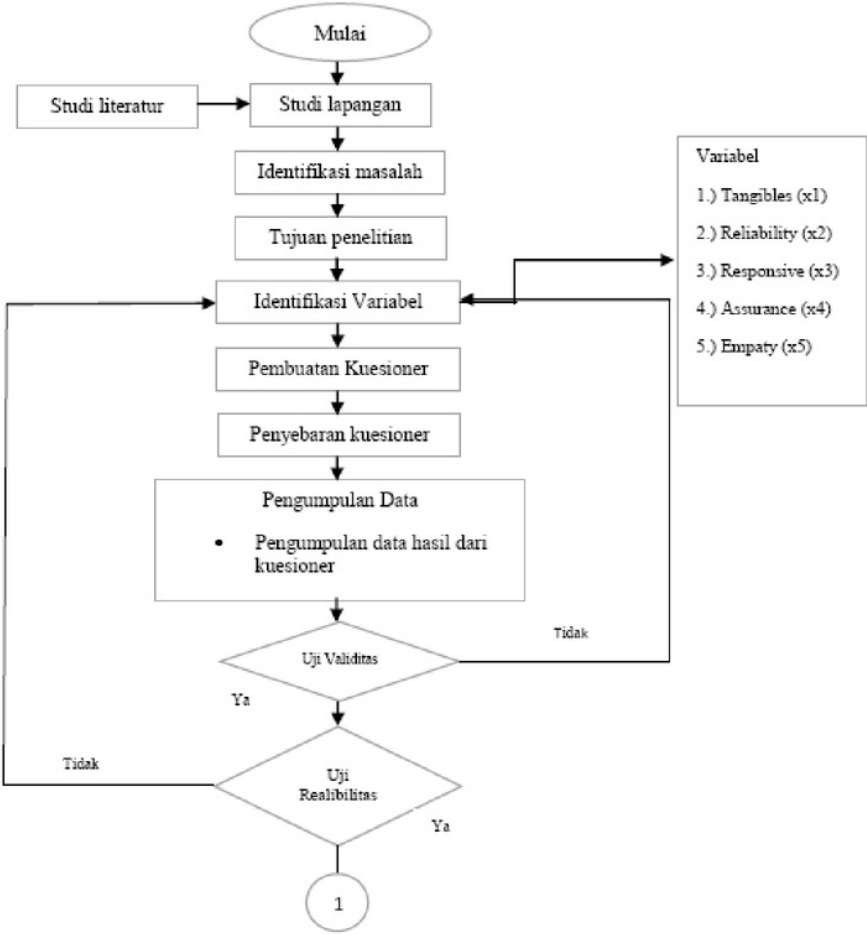 Mulai
Studi literatur
Studi lapangan
Identifikasi masalah
Tujuan penelitian
Identifikasi Variabel
Variabel
1.) Tangibles (x1)
2.) Reliability (x2)
3.) Responsive (x3)
4.) Assurance (x4)
5.) Empaty (x5)
Pembuatan Kuesioner
Penyebaran kuesioner
Pengumpulan Data
• Pengumpulan data hasil dari
kuesioner
Uji Validitas
Tidak
Ya
Uji
Realibilitas
Tidak
Ya
1